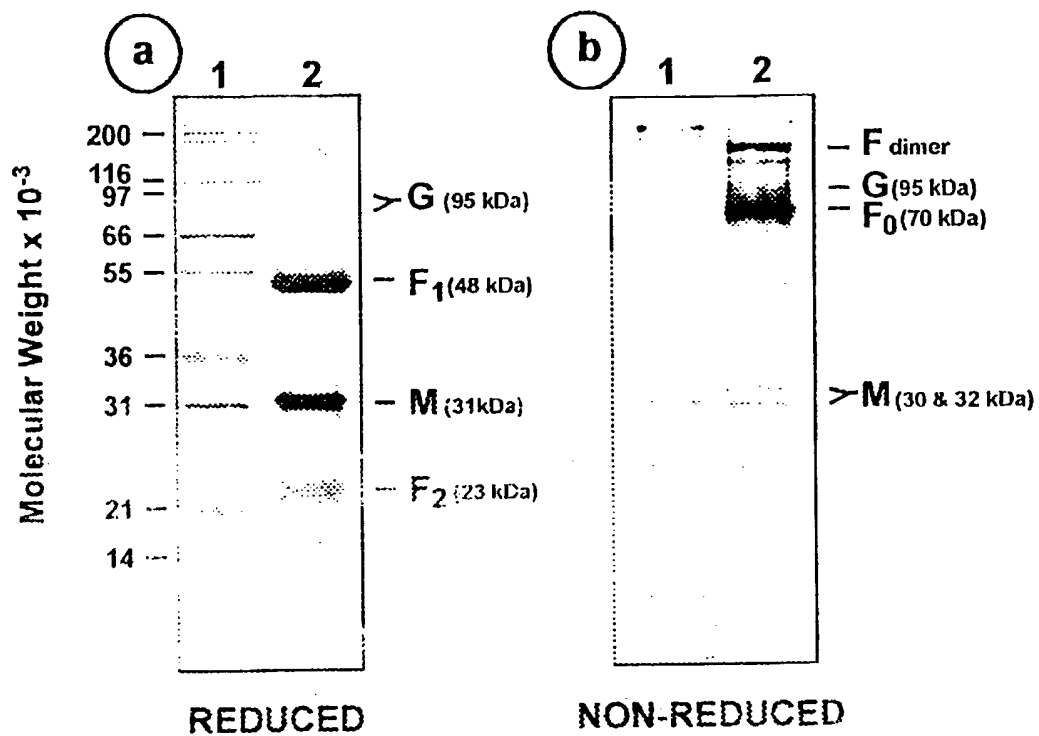 a
1 2
Molecular Weight x 10-3
200
116
97
66
55
36
31
21
14
G (95 kDa)
F1 (48 kDa)
M (31kDa)
F2 (23 kDa)
REDUCED
b
1 2
F dimer
G (95 kDa)
F0 (70 kDa)
M (30 & 32 kDa)
NON-REDUCED